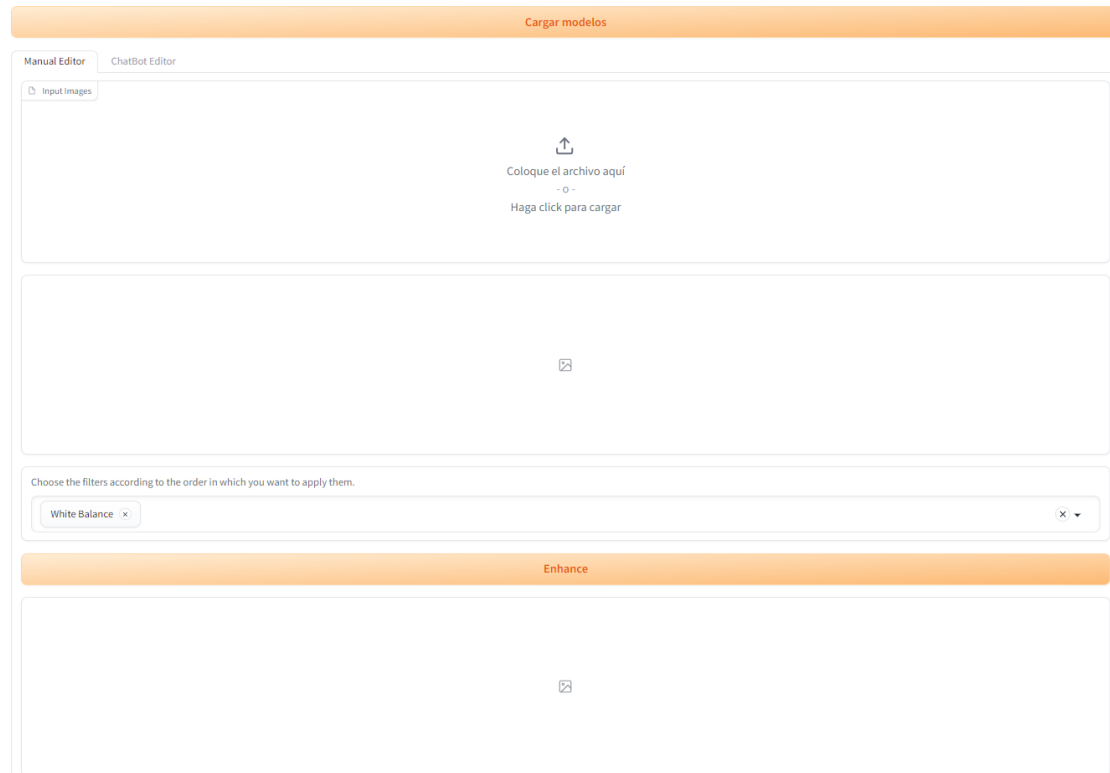 Cargar modelos
Manual Editor
ChatBot Editor
Input Images
Coloque el archivo aquí
- o -
Haga click para cargar
Choose the filters according to the order in which you want to apply them.
White Balance
Enhance